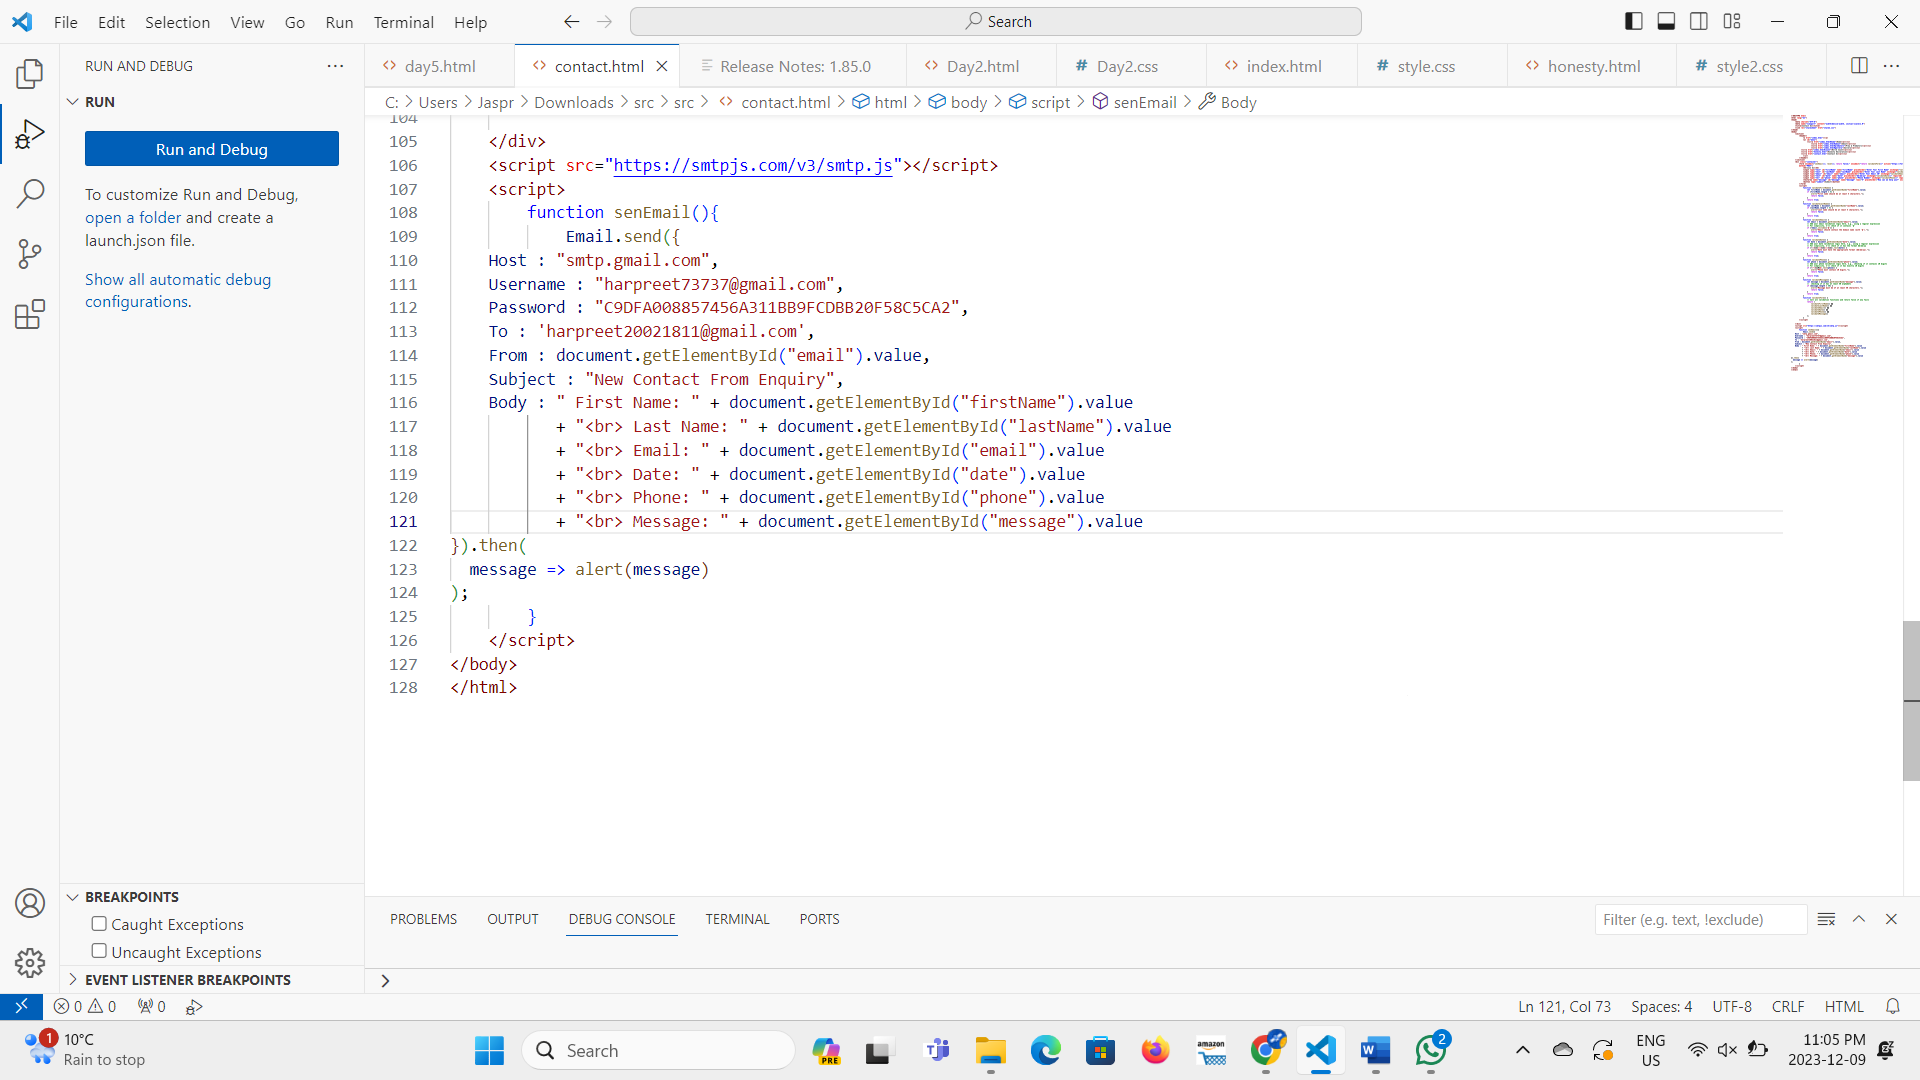 File Edit Selection View Go Run Terminal Help
Search
RUN AND DEBUG
day5.html
contact.html
Release Notes: 1.85.0
Day2.html
Day2.css
index.html
style.css
honesty.html
style2.css
RUN
C: > Users > Jaspr > Downloads > src > src > contact.html > html > body > script > senEmail > Body
Run and Debug
To customize Run and Debug,
open a folder and create a
launch.json file.
Show all automatic debug
configurations.
104
105 </div>
106 <script src="https://smtpjs.com/v3/smtp.js"></script>
107 <script>
108 function senEmail(){
109 Email.send({
110 Host : "smtp.gmail.com",
111 Username : "harpreet73737@gmail.com",
112 Password : "C9DFA008857456A311BB9FCDBB20F58C5CA2",
113 To : 'harpreet20021811@gmail.com',
114 From : document.getElementById("email").value,
115 Subject : "New Contact From Enquiry",
116 Body : " First Name: " + document.getElementById("firstName").value
117 + "<br> Last Name: " + document.getElementById("lastName").value
118 + "<br> Email: " + document.getElementById("email").value
119 + "<br> Date: " + document.getElementById("date").value
120 + "<br> Phone: " + document.getElementById("phone").value
121 + "<br> Message: " + document.getElementById("message").value
122 }).then(
123 message => alert(message)
124 );
125 }
126 </script>
127 </body>
128 </html>
BREAKPOINTS
Caught Exceptions
Uncaught Exceptions
EVENT LISTENER BREAKPOINTS
PROBLEMS OUTPUT DEBUG CONSOLE TERMINAL PORTS
Filter (e.g. text, !exclude)
0 0 0
Ln 121, Col 73 Spaces: 4 UTF-8 CRLF HTML
1
10°C
Rain to stop
Search
PRE
amazon
2
ENG
US
11:05 PM
2023-12-09